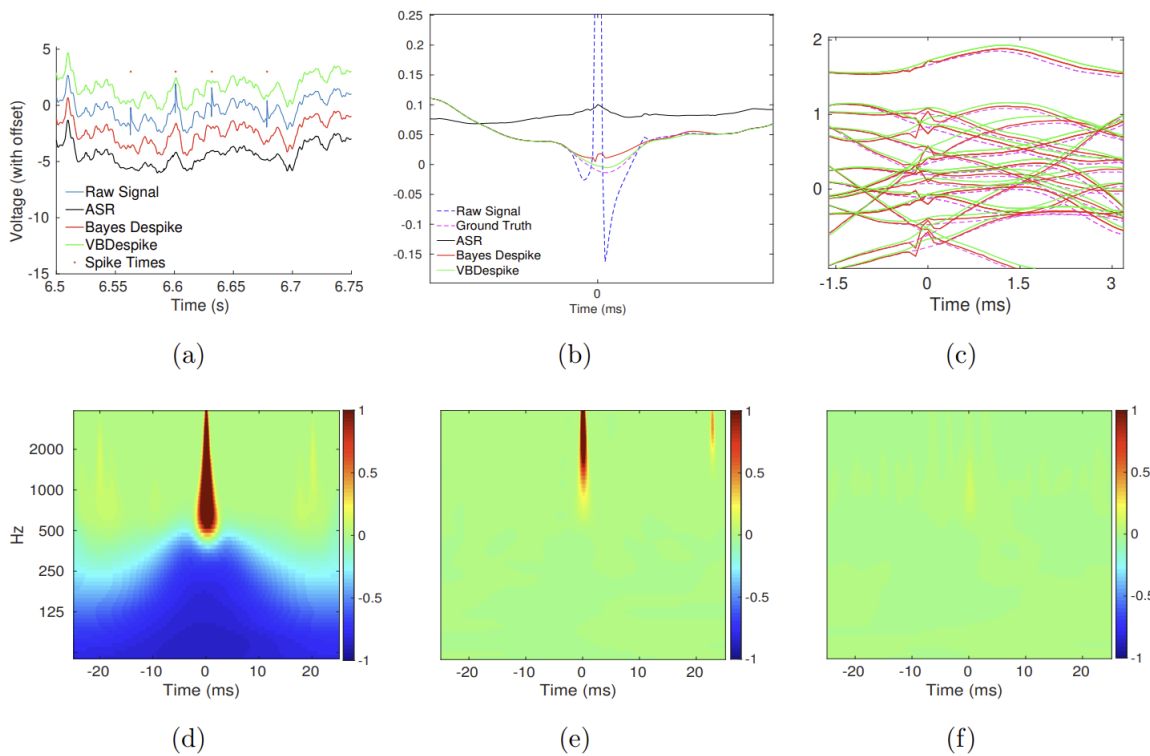 5
0
-5
-10
-15
Voltage (with offset)
Raw Signal
ASR
Bayes Despike
VBDespike
Spike Times
6.5
6.55
6.6
6.65
6.7
6.75
Time (s)
(a)
0.25
0.2
0.15
0.1
0.05
0
-0.05
-0.1
-0.15
Raw Signal
Ground Truth
ASR
Bayes Despike
VBDespike
0
Time (ms)
(b)
2
1
0
1
-1.5
0
1.5
3
Time (ms)
(c)
2000
1000
500
250
125
Hz
-20
-10
0
10
20
Time (ms)
1
0.5
0
-0.5
-1
(d)
-20
-10
0
10
20
Time (ms)
1
0.5
0
-0.5
-1
(e)
-20
-10
0
10
20
Time (ms)
1
0.5
0
-0.5
-1
(f)